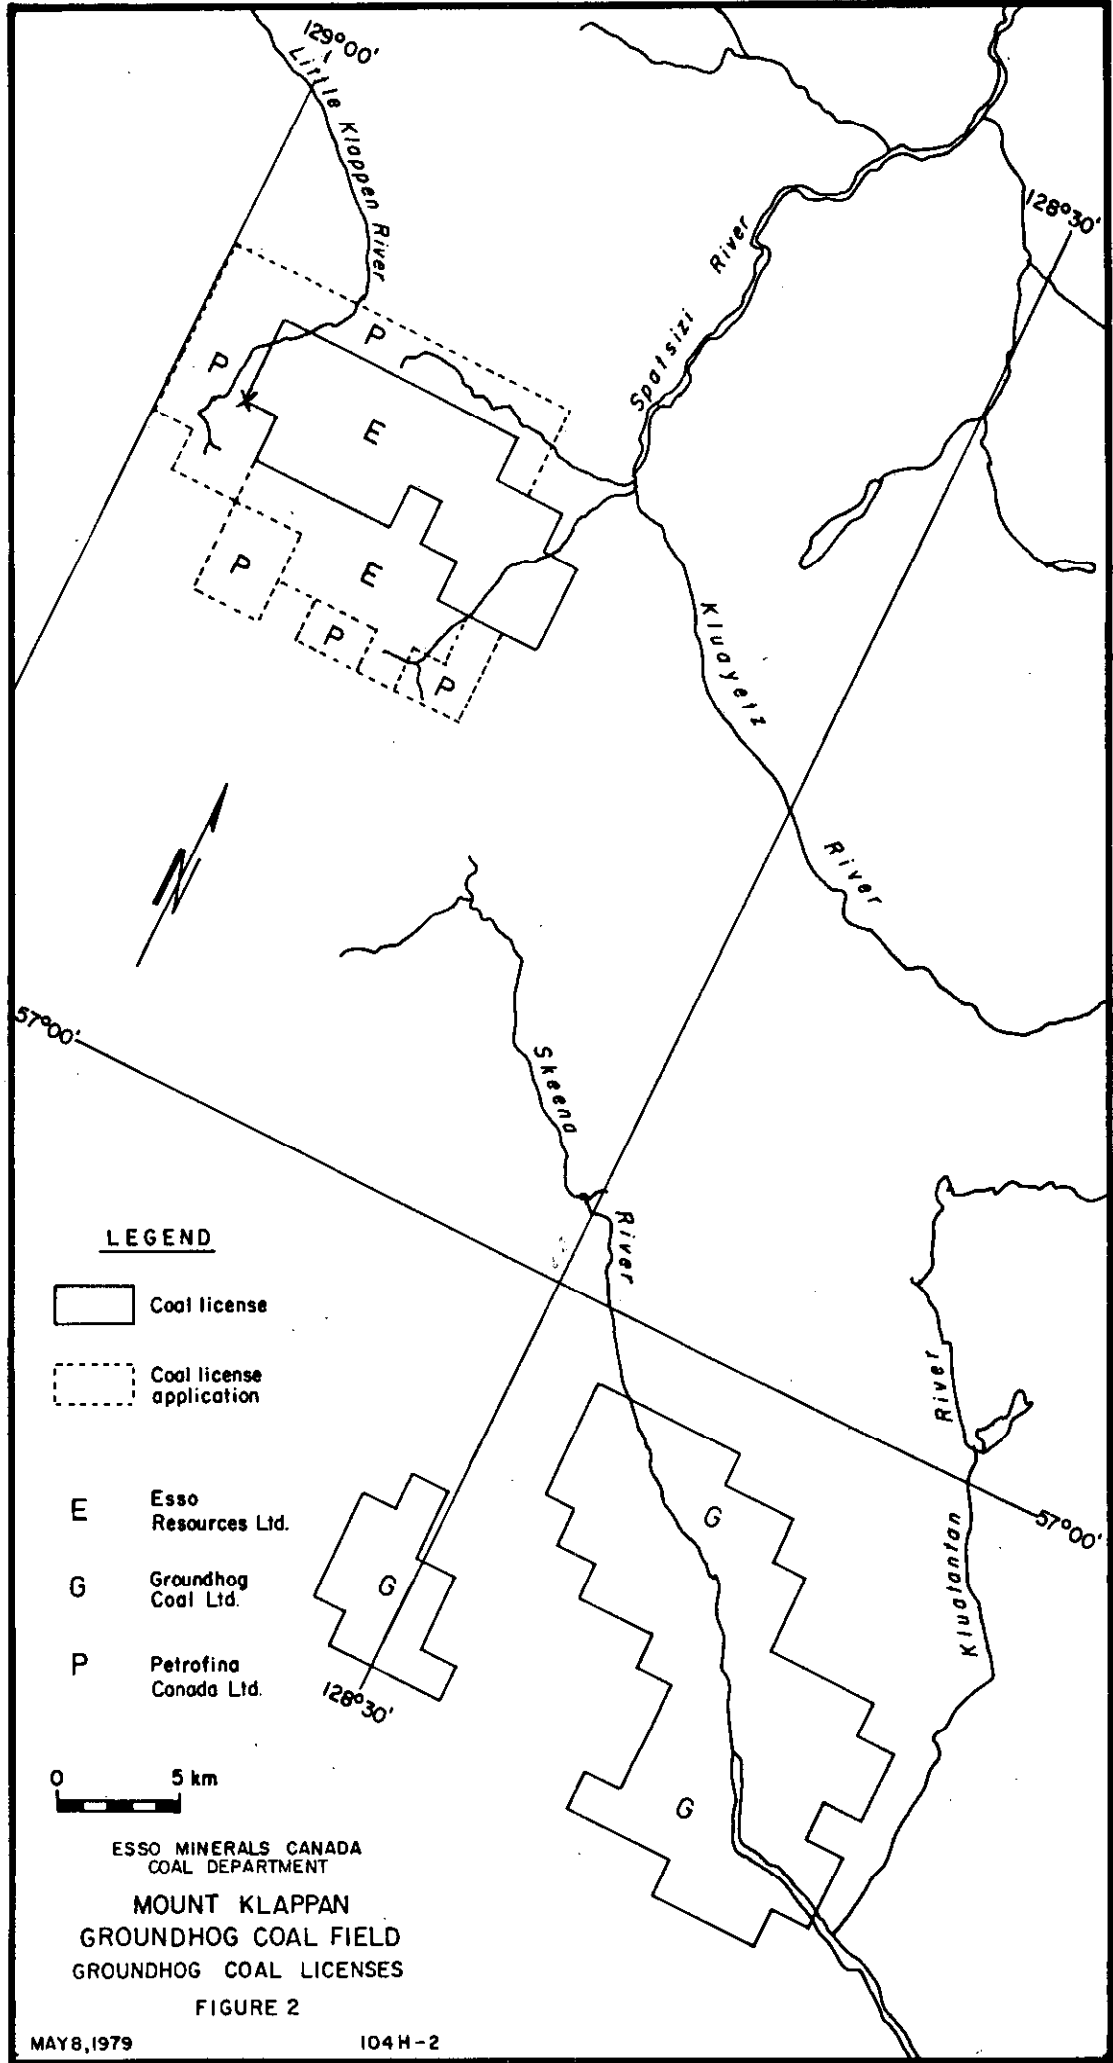 129°00'
Little Klappen River
128°30'
Spatsizi River
P
P
E
P
E
P
P
Kluayetz River
N
57°00'
Skeena River
LEGEND
Coal license
Coal license
application
E Esso
Resources Ltd.
G Groundhog
Coal Ltd.
P Petrofina
Canada Ltd.
River
Kluatantan
57°00'
G
G
G
128°30'
0 5 km
ESSO MINERALS CANADA
COAL DEPARTMENT
MOUNT KLAPPAN
GROUNDHOG COAL FIELD
GROUNDHOG COAL LICENSES
FIGURE 2
MAY 8, 1979 104H-2